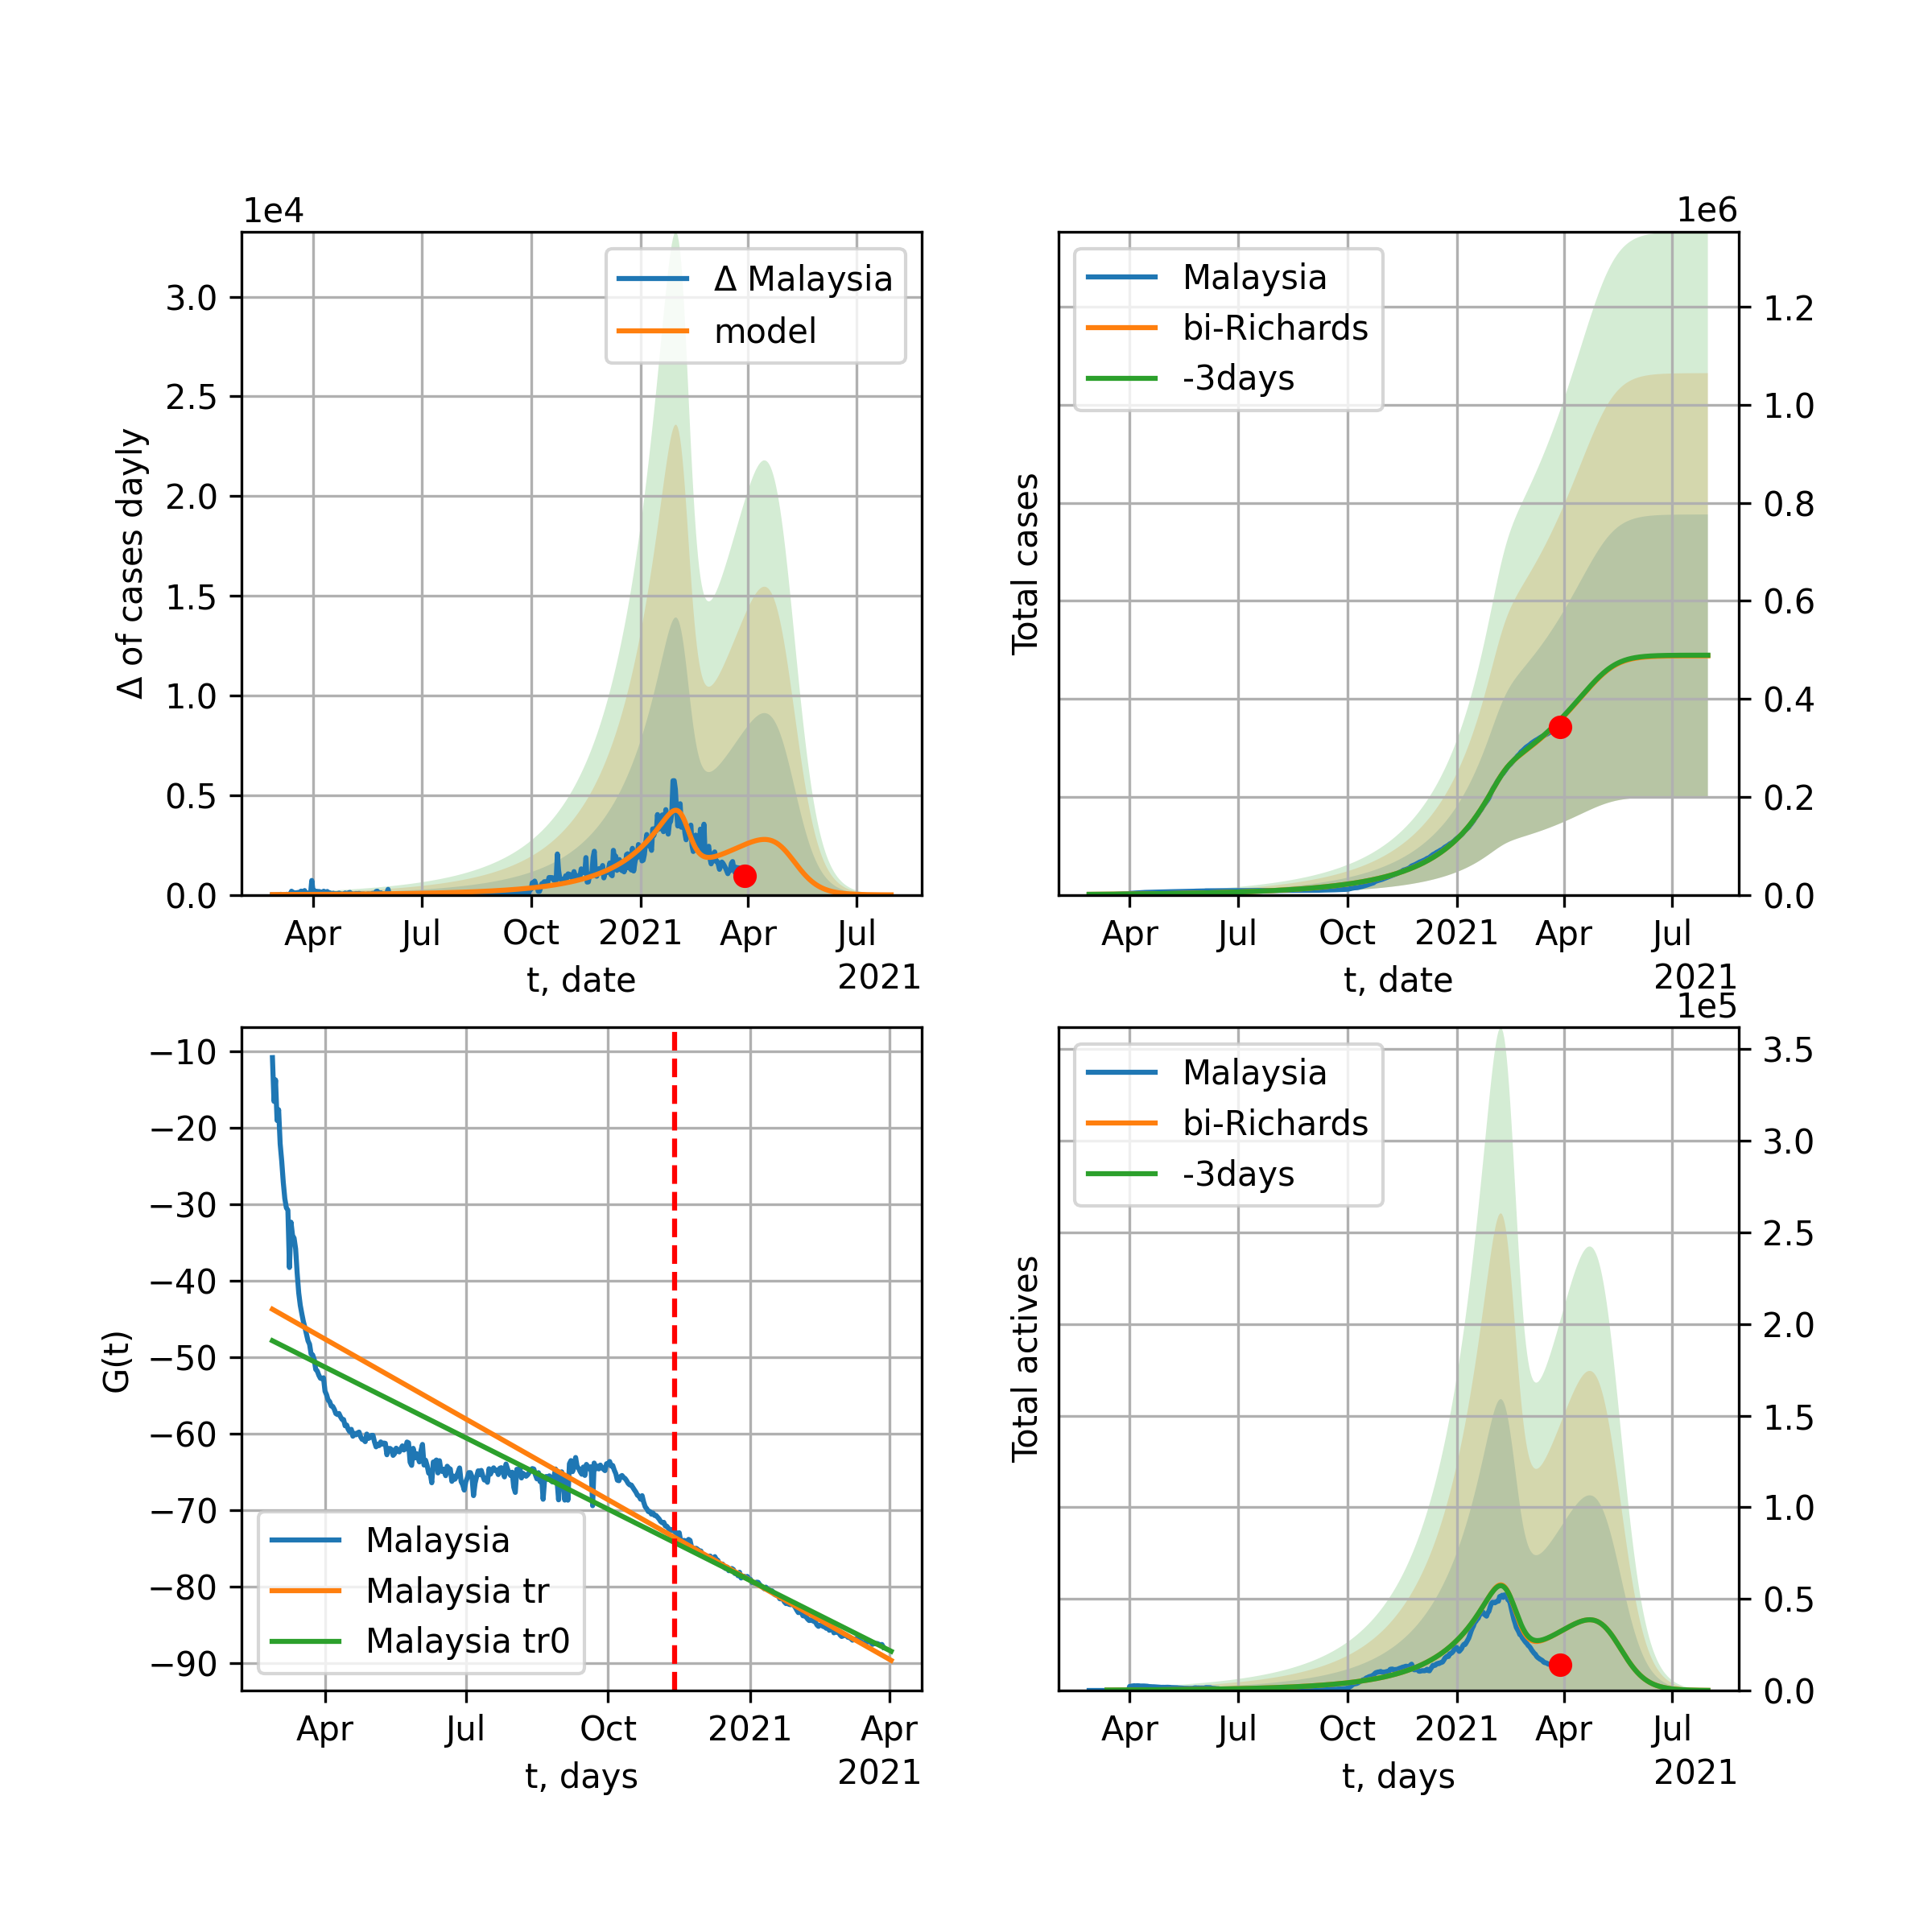 1e4
Δ of cases dayly
3.0
2.5
2.0
1.5
1.0
0.5
0.0
Δ Malaysia
model
Apr Jul Oct 2021 Apr Jul
t, date
2021
1e6
Total cases
Malaysia
bi-Richards
-3days
1.2
1.0
0.8
0.6
0.4
0.2
0.0
Apr Jul Oct 2021 Apr Jul
t, date
2021
G(t)
−10
−20
−30
−40
−50
−60
−70
−80
−90
Malaysia
Malaysia tr
Malaysia tr0
Apr Jul Oct 2021 Apr
t, days
2021
1e5
Total actives
Malaysia
bi-Richards
-3days
3.5
3.0
2.5
2.0
1.5
1.0
0.5
0.0
Apr Jul Oct 2021 Apr Jul
t, days
2021